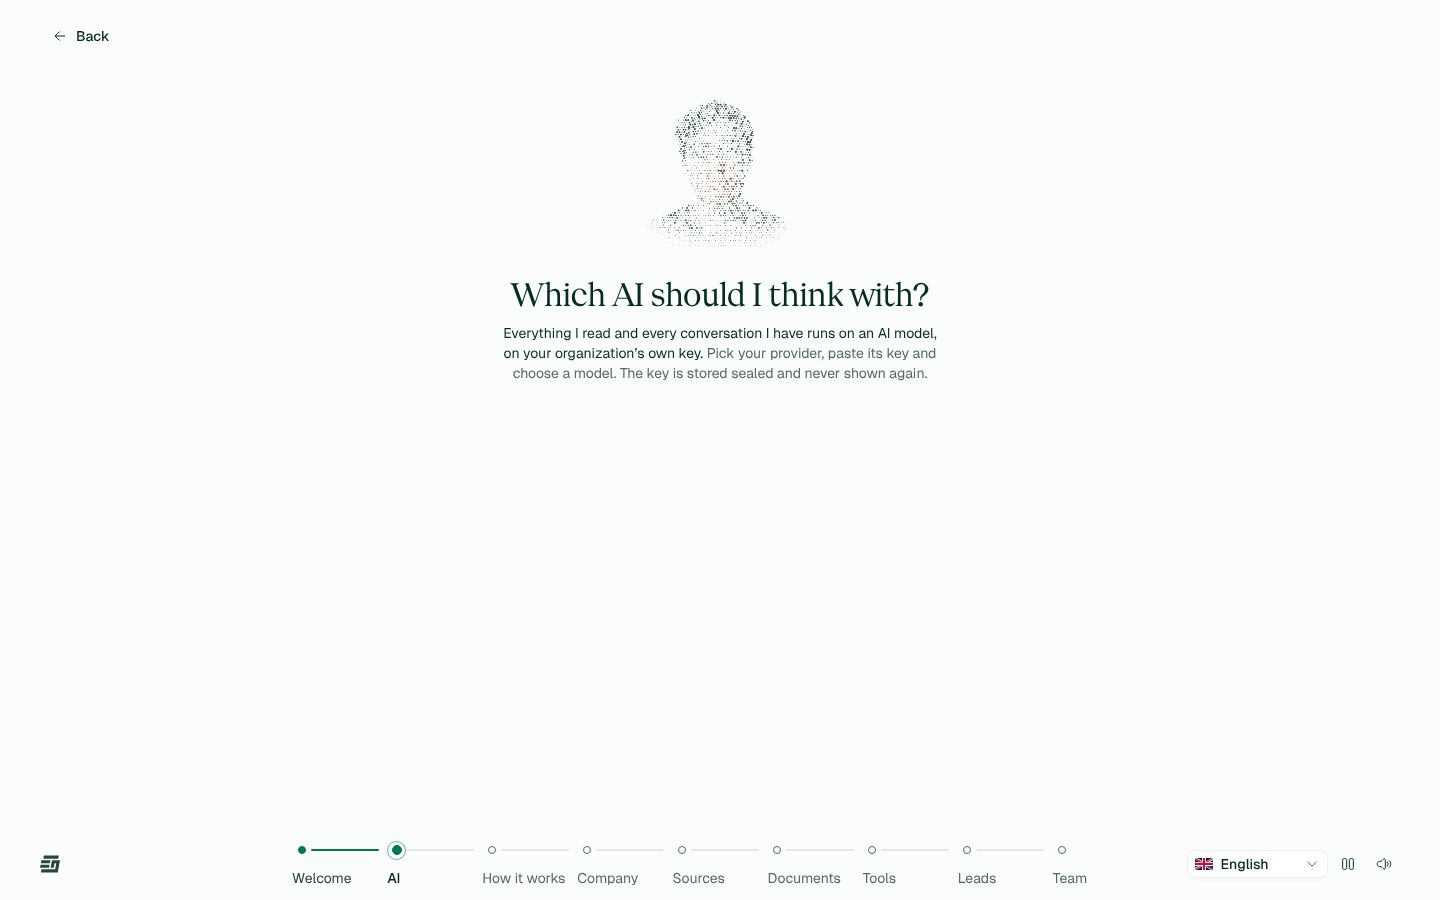 Back
Which AI should I think with?
Everything I read and every conversation I have runs on an AI model,
on your organization’s own key. Pick your provider, paste its key and
choose a model. The key is stored sealed and never shown again.
Welcome
AI
How it works
Company
Sources
Documents
Tools
Leads
Team
English